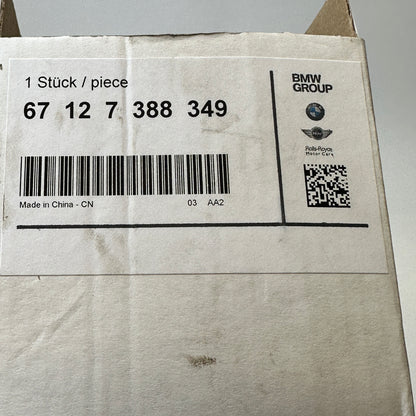 1 Stück / piece
67 12 7 388 349
Made in China - CN
03 AA2
BMW
GROUP
Rolls-Royce
Motor Cars